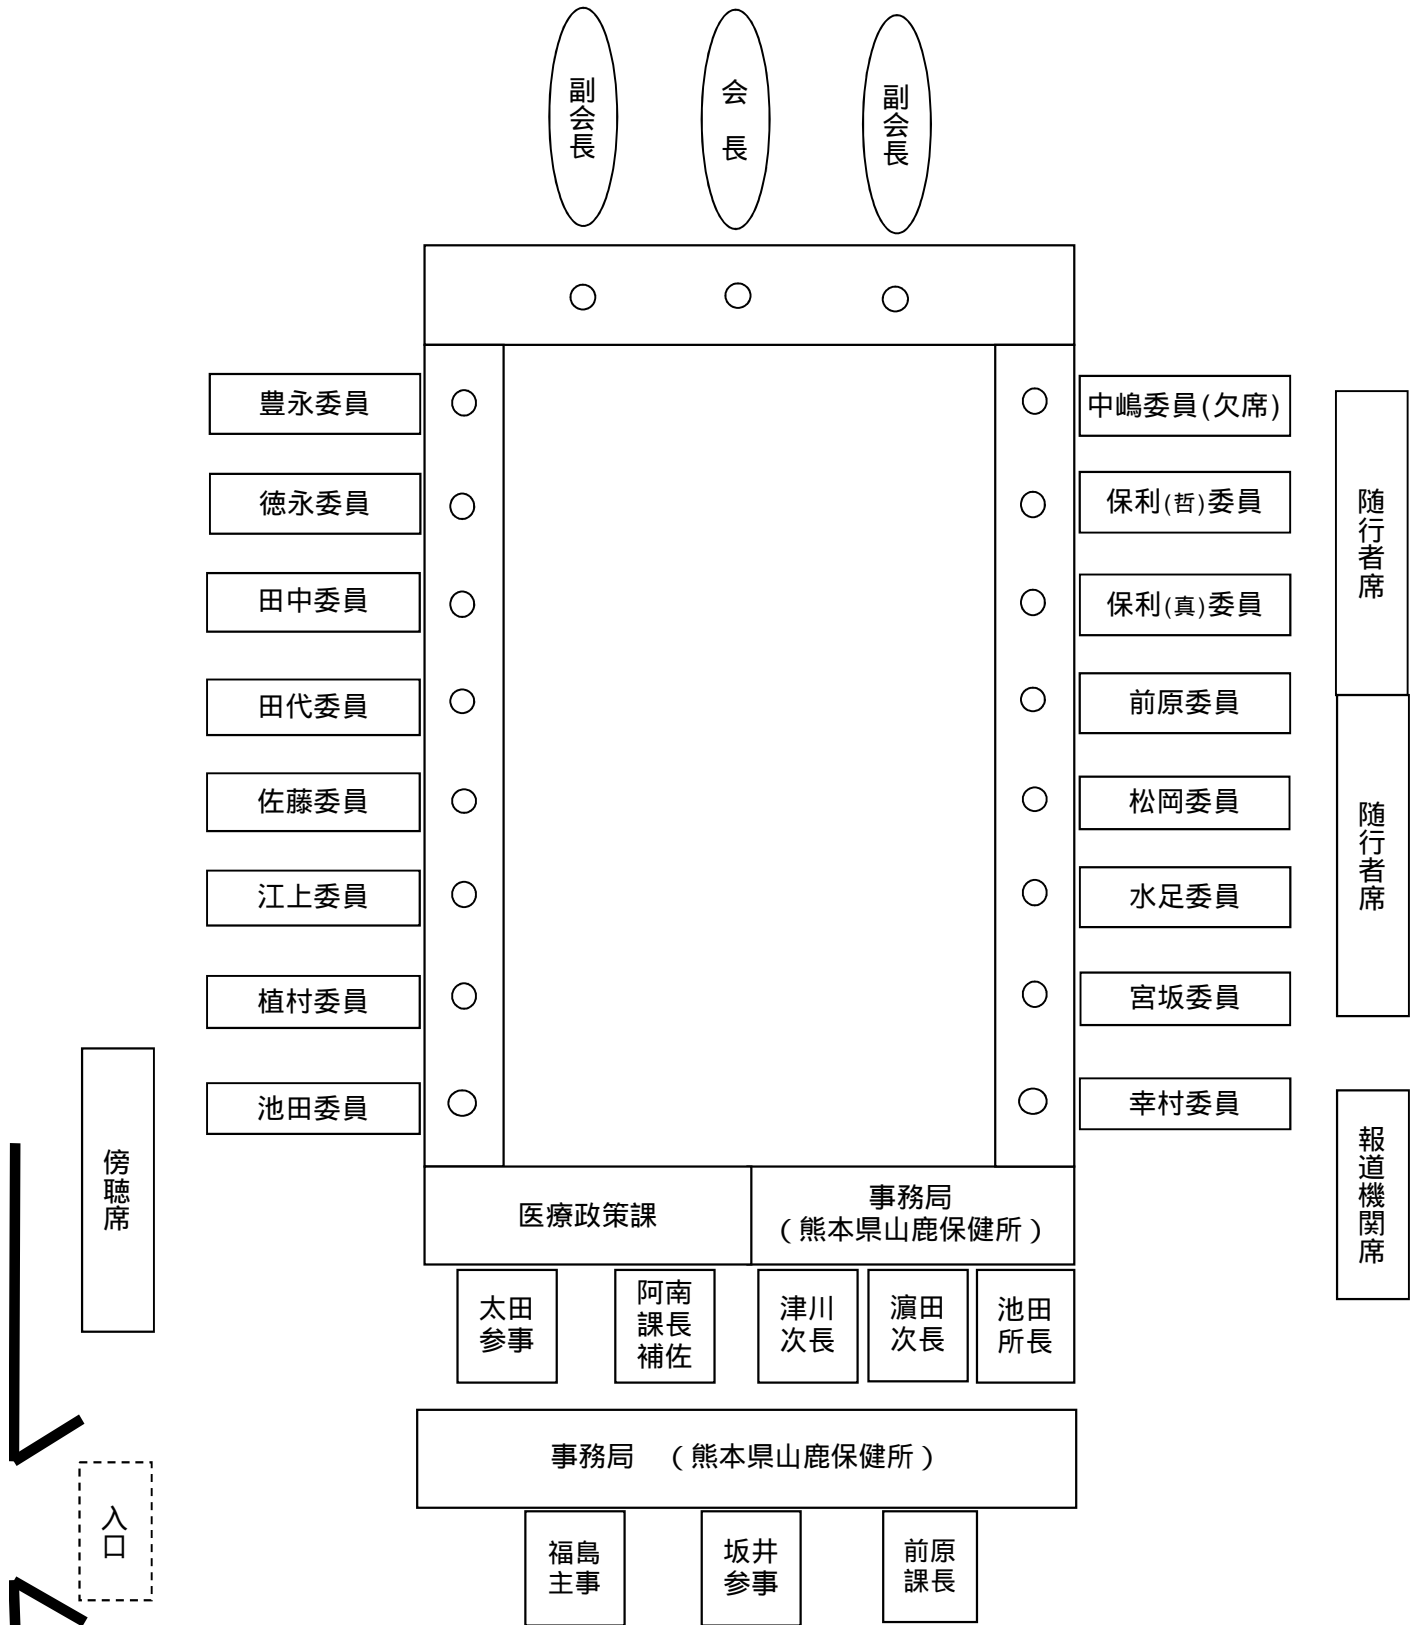 副会長
会長
副会長
豊永委員
中嶋委員(欠席)
徳永委員
保利(哲)委員
田中委員
保利(真)委員
田代委員
前原委員
佐藤委員
松岡委員
江上委員
水足委員
植村委員
宮坂委員
池田委員
幸村委員
随行者席
随行者席
報道機関席
傍聴席
入口
医療政策課
事務局
（熊本県山鹿保健所）
太田
参事
阿南
課長
補佐
津川
次長
濵田
次長
池田
所長
事務局　（熊本県山鹿保健所）
福島
主事
坂井
参事
前原
課長